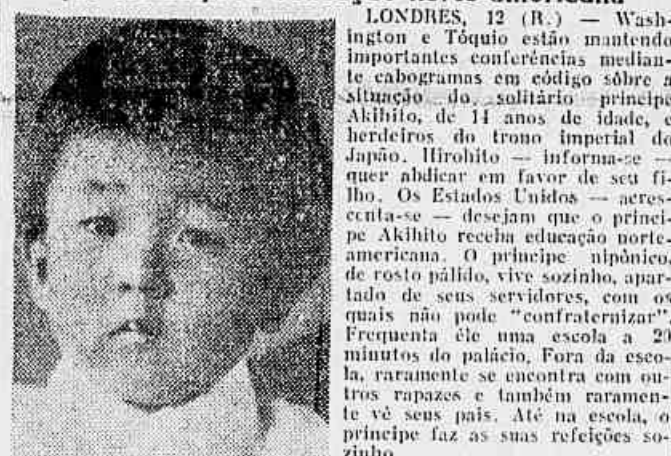 LONDRES, 12 (R.) — Wash-
ington e Tóquio estão mantendo
importantes conferências median-
te cabogramas em código sôbre a
situação do solitário principe
Akihito, de 14 anos de idade, e
herdeiros do trono imperial do
Japão. Hirohito — informa-se —
quer abdicar em favor de seu fi-
lho. Os Estados Unidos — acres-
centa-se — desejam que o princi-
pe Akihito receba educação norte-
americana. O principe nipônico,
de rosto pálido, vive sozinho, apar-
tado de seus servidores, com os
quais não pode "confraternizar".
Frequenta êle uma escola a 20
minutos do palácio. Fora da esco-
la, raramente se encontra com ou-
tros rapazes e também raramen-
te vê seus pais. Até na escola, o
principe faz as suas refeições so-
zinho.